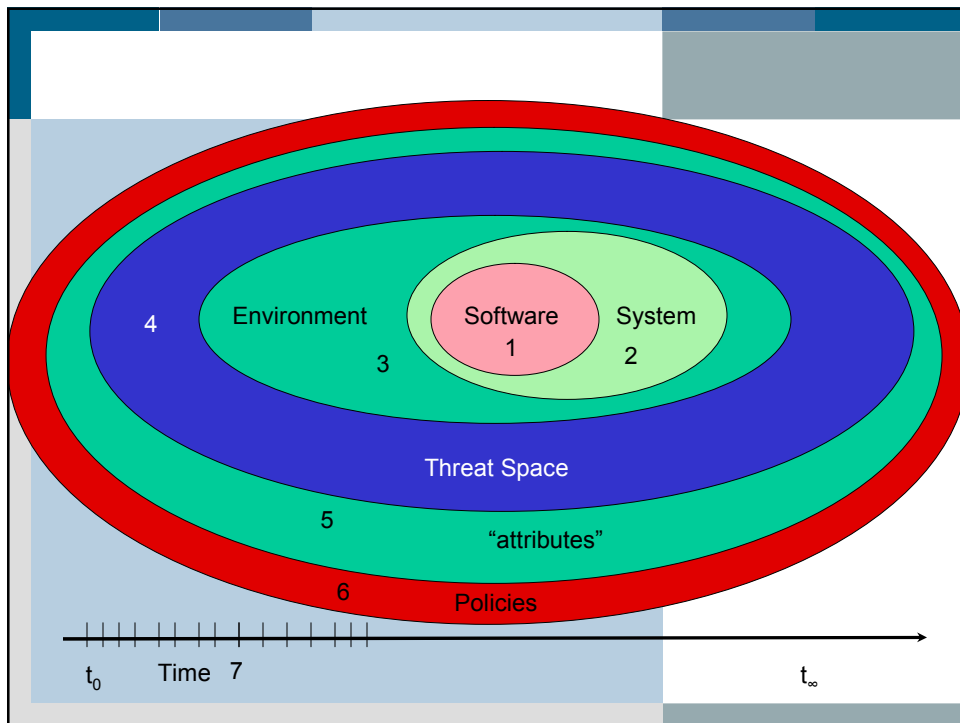 Environment Software System
4 1 2
3
Threat Space
5
“attributes”
6
Policies
t₀ Time 7 t∞